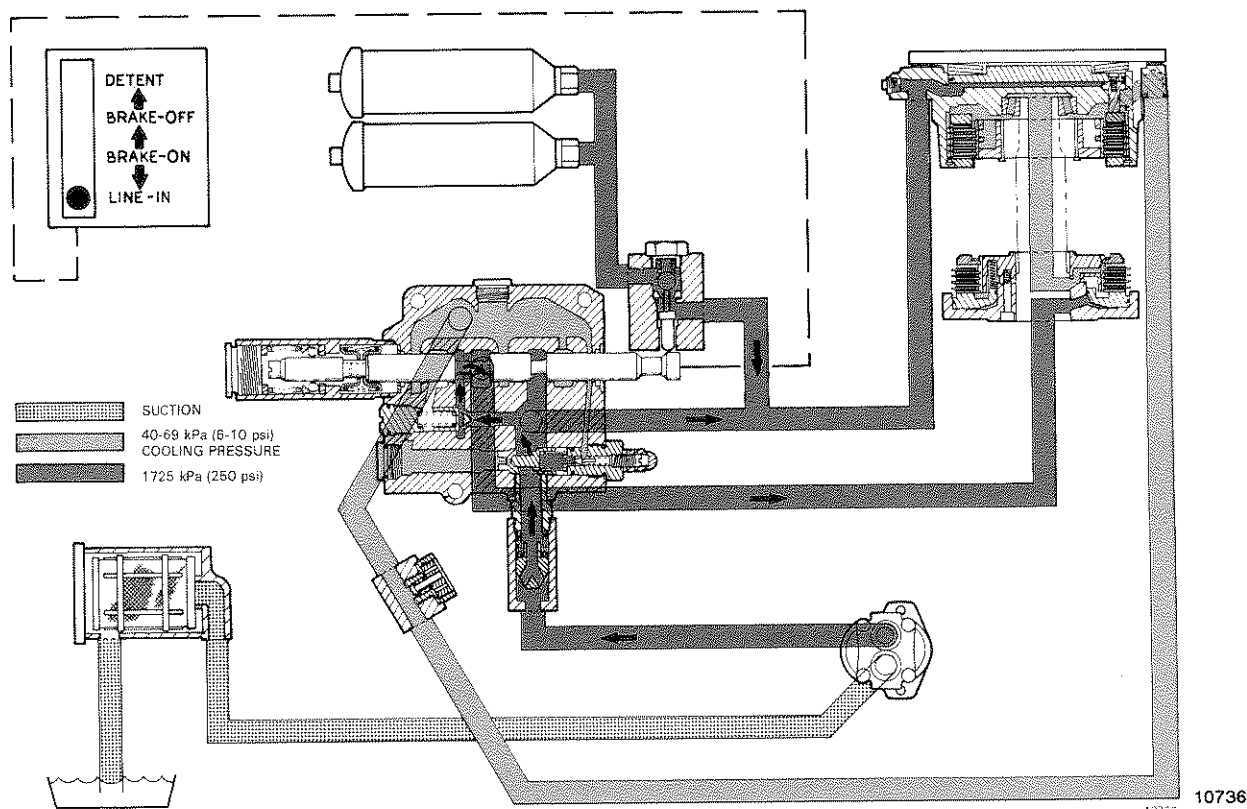 DETENT
BRAKE-OFF
BRAKE-ON
LINE-IN
SUCTION
40-69 kPa (6-10 psi)
COOLING PRESSURE
1725 kPa (250 psi)
10736